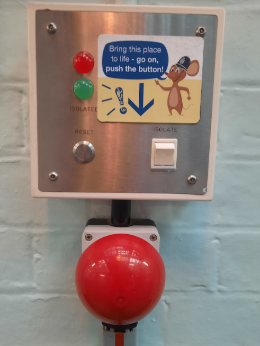 Bring this place
to life - go on,
push the button!
ISOLATED
RESET
ISOLATE